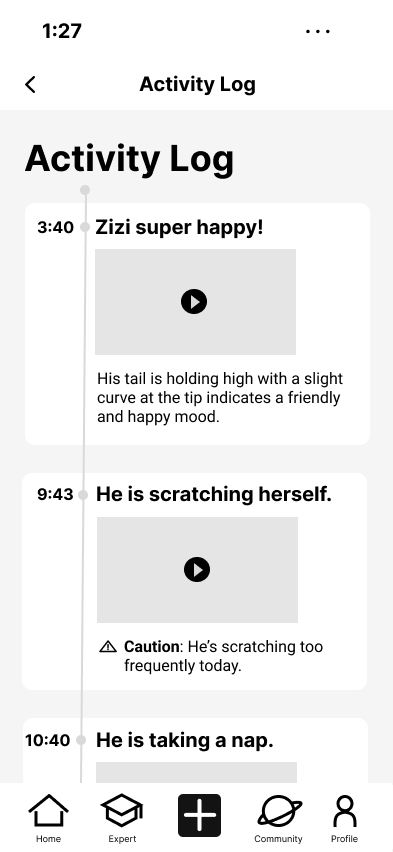 1:27
Activity Log
Activity Log
3:40
Zizi super happy!
His tail is holding high with a slight
curve at the tip indicates a friendly
and happy mood.
9:43
He is scratching herself.
Caution: He's scratching too
frequently today.
10:40
He is taking a nap.
Home
Expert
Community
Profile